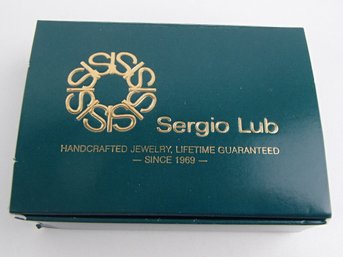 Sergio Lub
HANDCRAFTED JEWELRY, LIFETIME GUARANTEED
— SINCE 1969 —